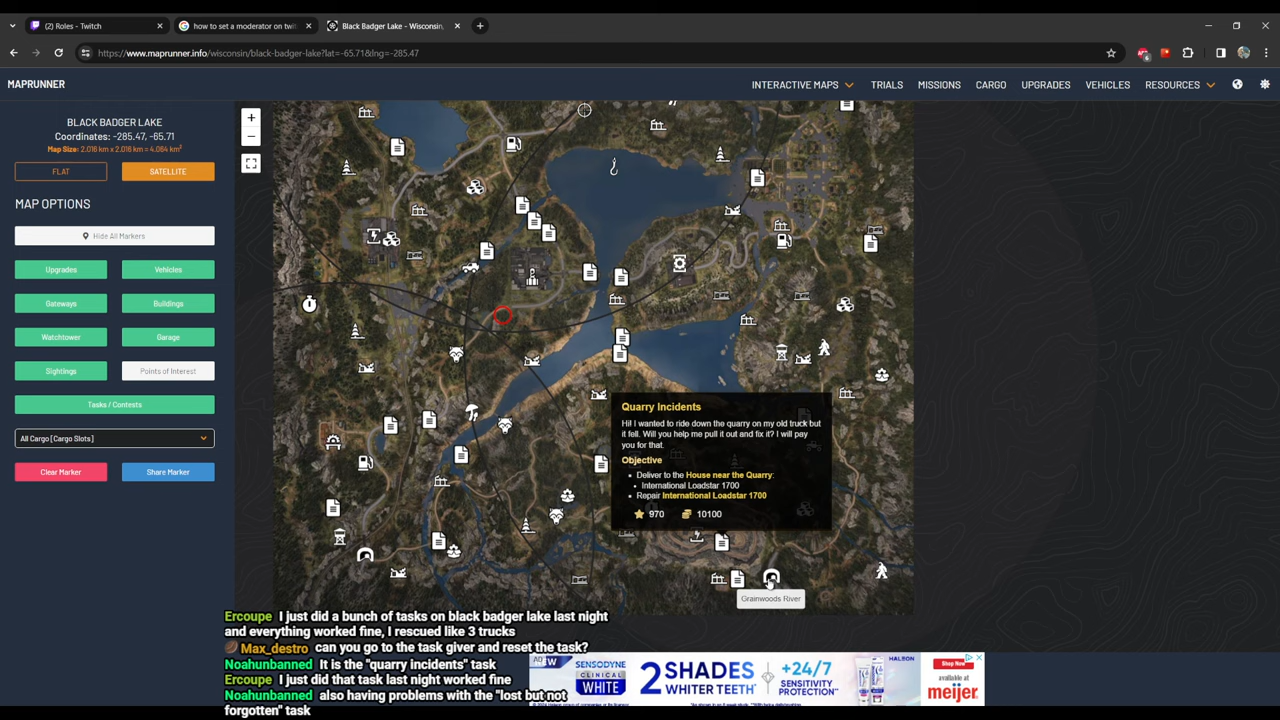 (2) Roles - Twitch
how to set a moderator on twit
Black Badger Lake - Wisconsin,
https://www.maprunner.info/wisconsin/black-badger-lake?lat=-65.71&lng=-285.47
6
MAPRUNNER
INTERACTIVE MAPS
TRIALS
MISSIONS
CARGO
UPGRADES
VEHICLES
RESOURCES
BLACK BADGER LAKE
Coordinates: -285.47, -65.71
Map Size: 2.016 km x 2.016 km = 4.064 km²
FLAT
SATELLITE
MAP OPTIONS
Hide All Markers
Upgrades
Vehicles
Gateways
Buildings
Watchtower
Garage
Sightings
Points of Interest
Tasks / Contests
All Cargo [Cargo Slots]
Clear Marker
Share Marker
+
−
Quarry Incidents
Hi! I wanted to ride down the quarry on my old truck but
it fell. Will you help me pull it out and fix it? I will pay
you for that.
Objective
Deliver to the House near the Quarry:
International Loadstar 1700
Repair International Loadstar 1700
970
10100
Grainwoods River
Ercoupe I just did a bunch of tasks on black badger lake last night
and everything worked fine, I rescued like 3 trucks
Max_destro can you go to the task giver and reset the task?
Noahunbanned It is the "quarry incidents" task
Ercoupe I just did that task last night worked fine
Noahunbanned also having problems with the "lost but not
forgotten" task
NEW
SENSODYNE
CLINICAL
WHITE
2 SHADES
WHITER TEETH*
+24/7
SENSITIVITY
PROTECTION
HALEON
Shop Now
available at
meijer